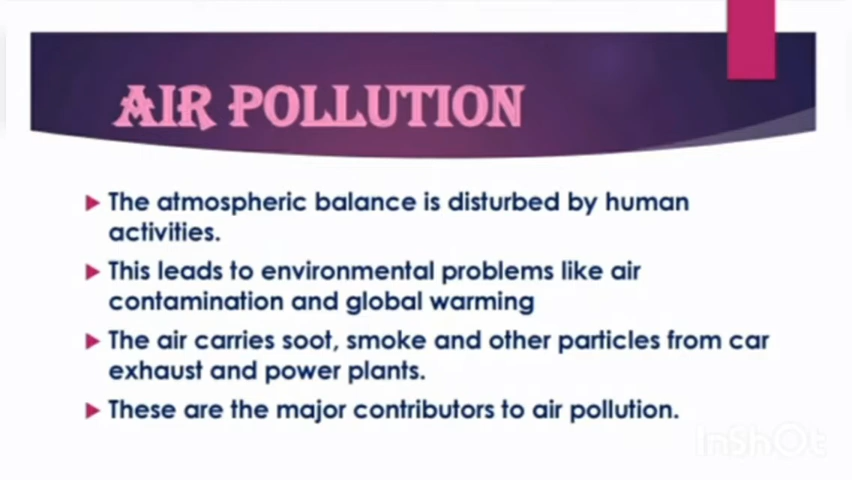 AIR POLLUTION
The atmospheric balance is disturbed by human
activities.
This leads to environmental problems like air
contamination and global warming
The air carries soot, smoke and other particles from car
exhaust and power plants.
These are the major contributors to air pollution.
InShOt